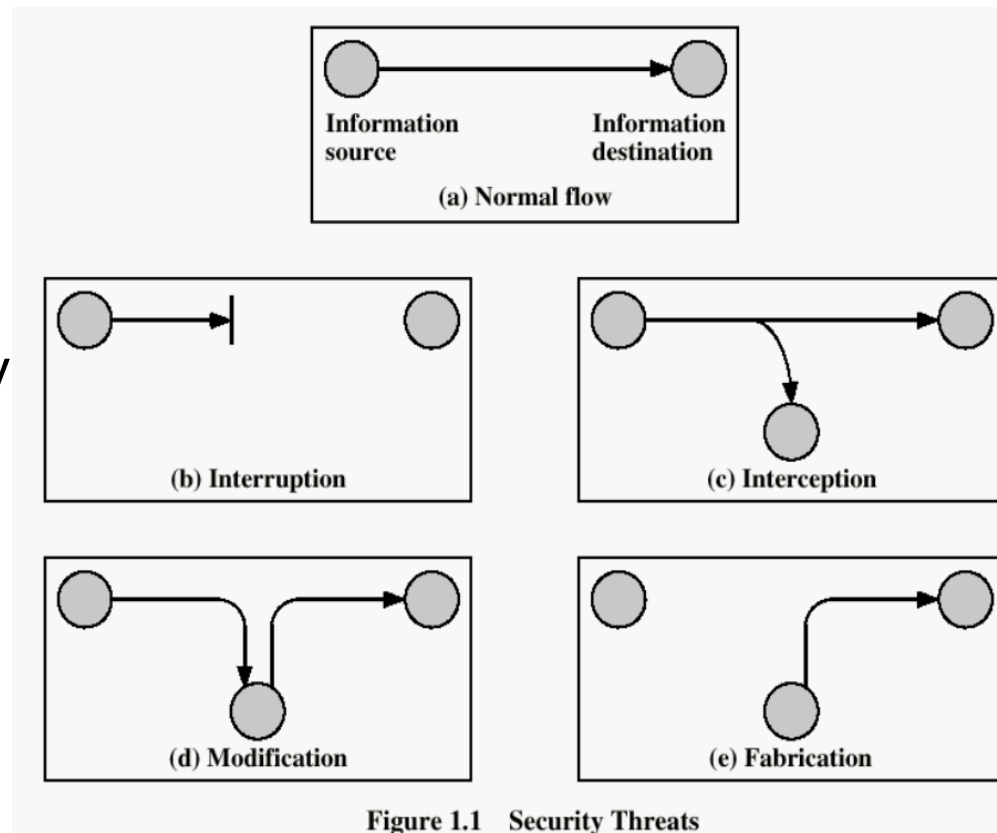 Information
source
Information
destination
(a) Normal flow
y
(b) Interruption
(c) Interception
(d) Modification
(e) Fabrication
Figure 1.1 Security Threats